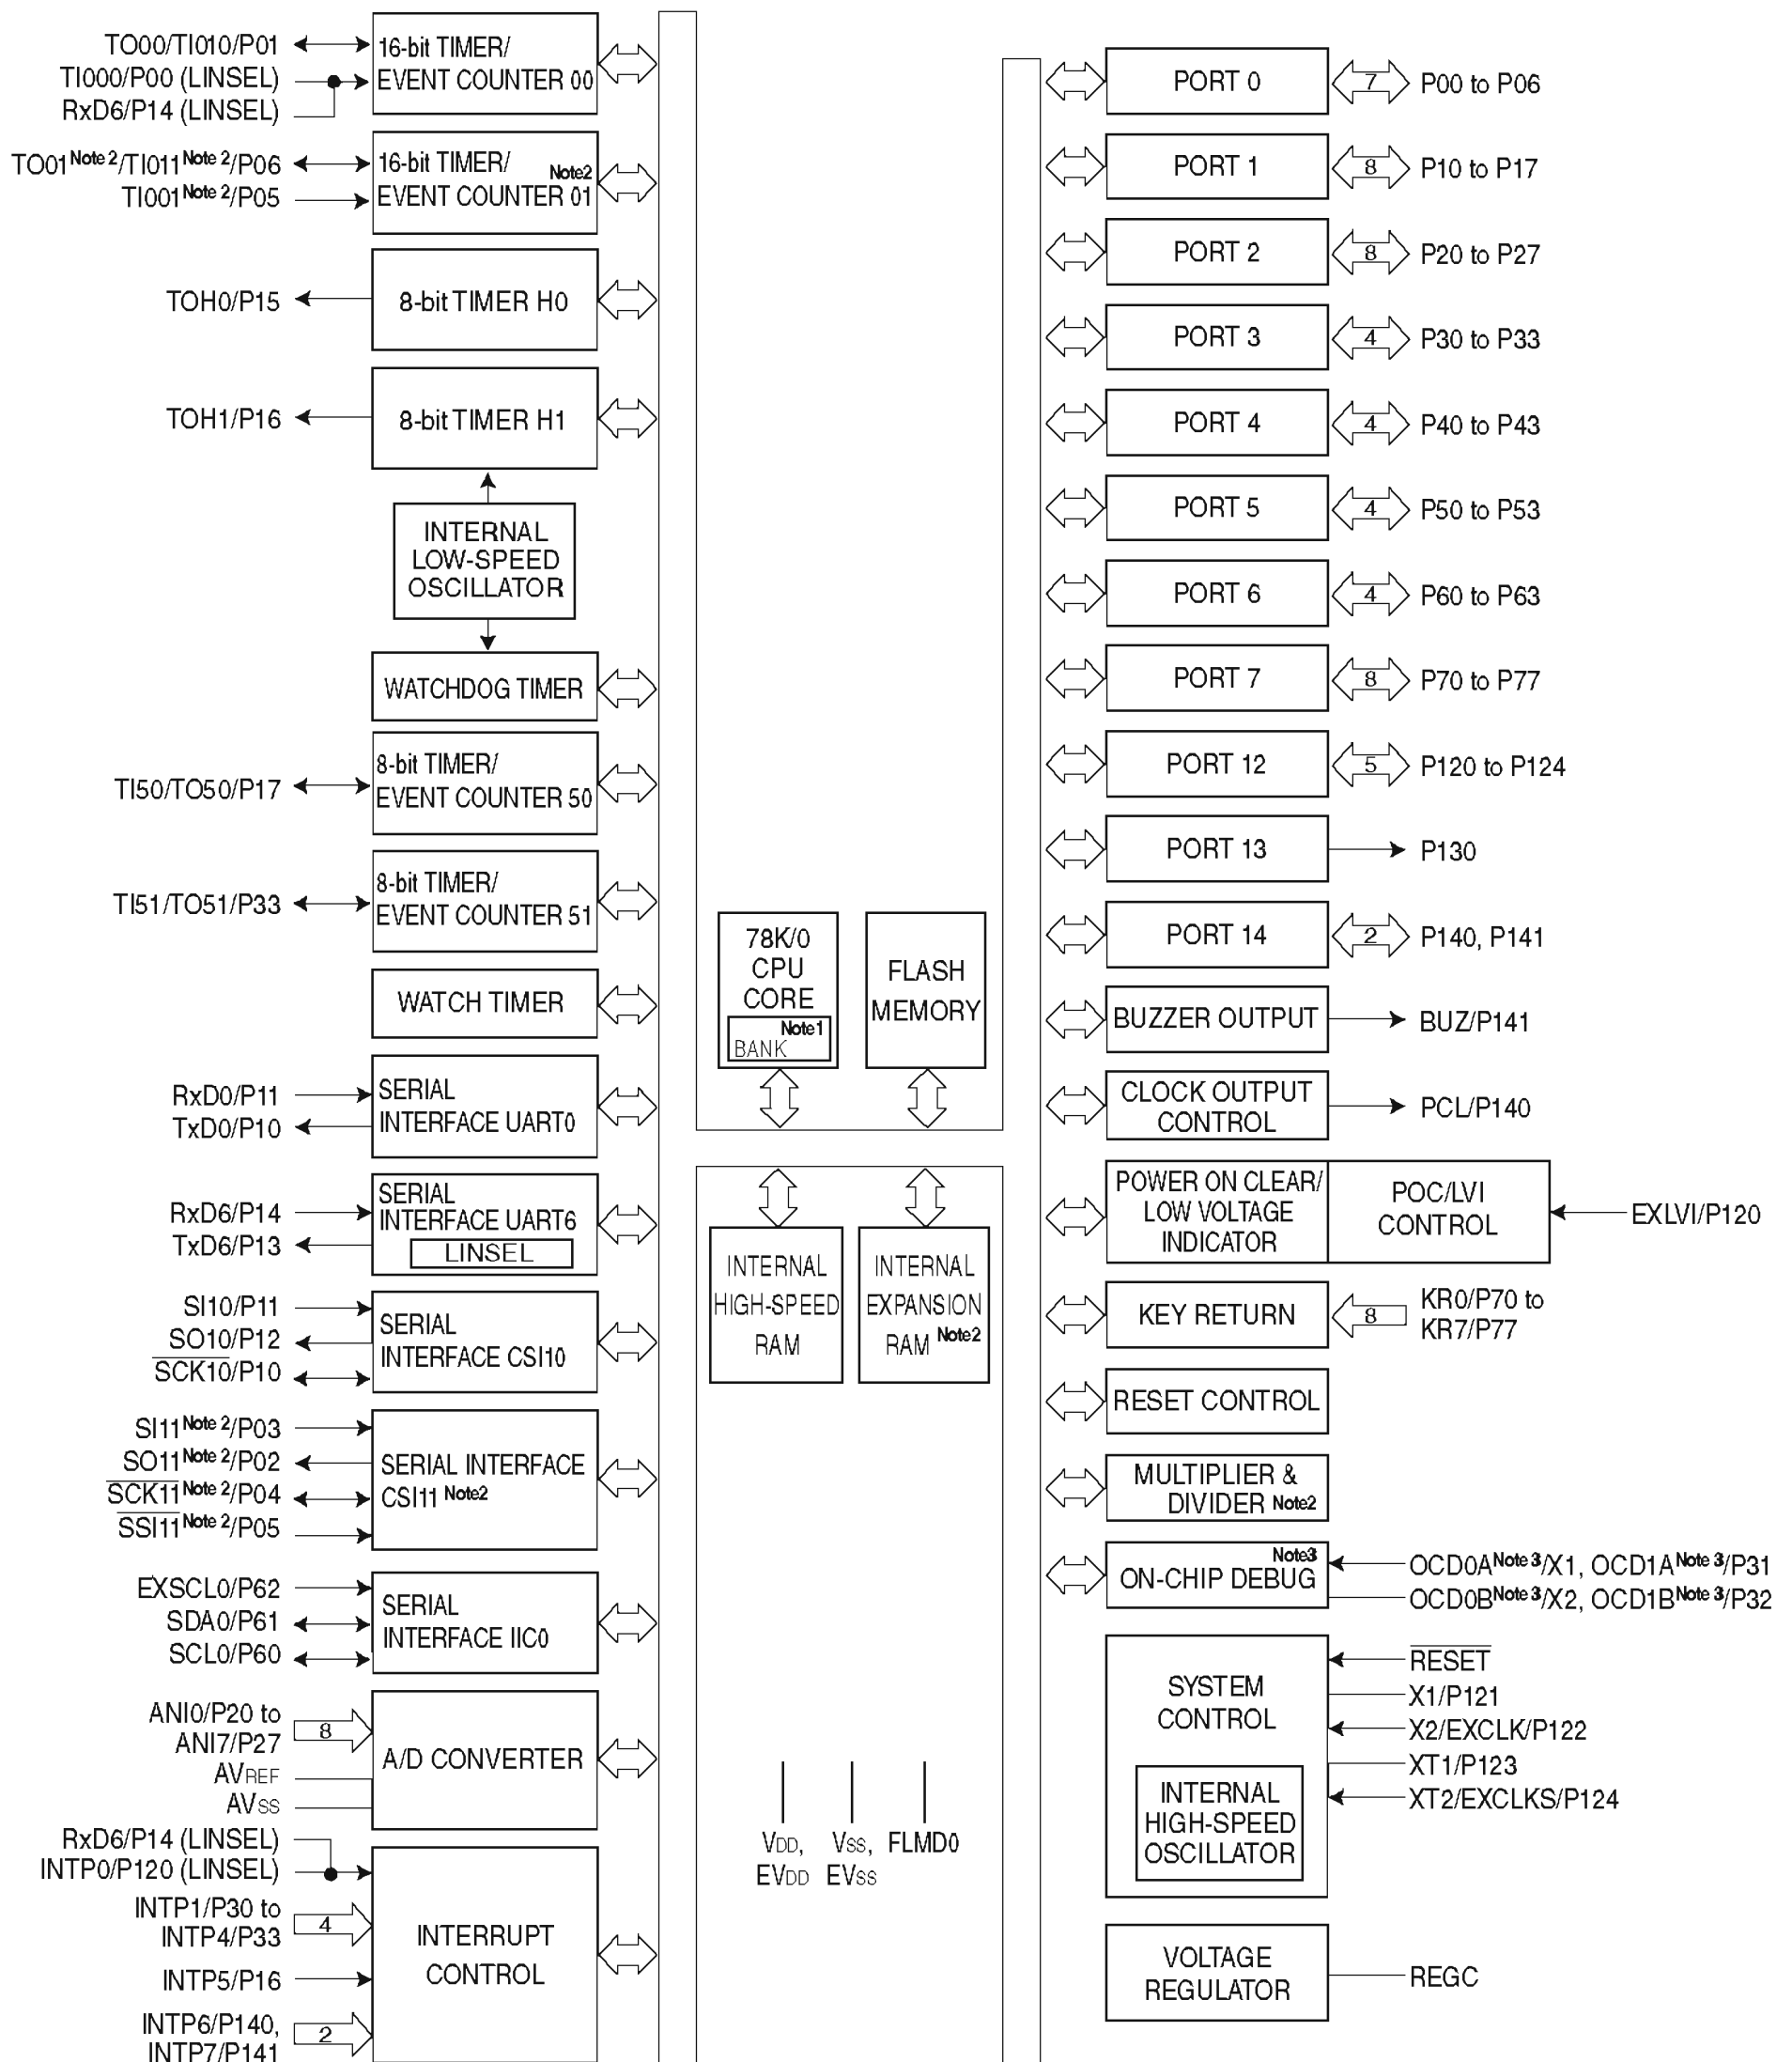 TO00/TI010/P01
TI000/P00 (LINSEL)
RxD6/P14 (LINSEL)
16-bit TIMER/
EVENT COUNTER 00
TO01Note 2/TI011Note 2/P06
TI001Note 2/P05
16-bit TIMER/
Note2
EVENT COUNTER 01
TOH0/P15
8-bit TIMER H0
TOH1/P16
8-bit TIMER H1
INTERNAL
LOW-SPEED
OSCILLATOR
WATCHDOG TIMER
TI50/TO50/P17
8-bit TIMER/
EVENT COUNTER 50
TI51/TO51/P33
8-bit TIMER/
EVENT COUNTER 51
WATCH TIMER
RxD0/P11
TxD0/P10
SERIAL
INTERFACE UART0
RxD6/P14
TxD6/P13
SERIAL
INTERFACE UART6
LINSEL
SI10/P11
SO10/P12
SCK10/P10
SERIAL
INTERFACE CSI10
SI11Note 2/P03
SO11Note 2/P02
SCK11Note 2/P04
SSI11Note 2/P05
SERIAL INTERFACE
CSI11 Note2
EXSCL0/P62
SDA0/P61
SCL0/P60
SERIAL
INTERFACE IIC0
ANI0/P20 to
ANI7/P27
8
AVREF
AVSS
A/D CONVERTER
RxD6/P14 (LINSEL)
INTP0/P120 (LINSEL)
INTP1/P30 to
INTP4/P33
4
INTP5/P16
INTP6/P140,
INTP7/P141
2
INTERRUPT
CONTROL
78K/0
CPU
CORE
Note1
BANK
FLASH
MEMORY
INTERNAL
HIGH-SPEED
RAM
INTERNAL
EXPANSION
RAM Note2
VDD,
EVDD
VSS,
EVSS
FLMD0
PORT 0
7
P00 to P06
PORT 1
8
P10 to P17
PORT 2
8
P20 to P27
PORT 3
4
P30 to P33
PORT 4
4
P40 to P43
PORT 5
4
P50 to P53
PORT 6
4
P60 to P63
PORT 7
8
P70 to P77
PORT 12
5
P120 to P124
PORT 13
P130
PORT 14
2
P140, P141
BUZZER OUTPUT
BUZ/P141
CLOCK OUTPUT
CONTROL
PCL/P140
POWER ON CLEAR/
LOW VOLTAGE
INDICATOR
POC/LVI
CONTROL
EXLVI/P120
KEY RETURN
8
KR0/P70 to
KR7/P77
RESET CONTROL
MULTIPLIER &
DIVIDER Note2
Note3
ON-CHIP DEBUG
OCD0ANote 3/X1, OCD1ANote 3/P31
OCD0BNote 3/X2, OCD1BNote 3/P32
SYSTEM
CONTROL
INTERNAL
HIGH-SPEED
OSCILLATOR
RESET
X1/P121
X2/EXCLK/P122
XT1/P123
XT2/EXCLKS/P124
VOLTAGE
REGULATOR
REGC